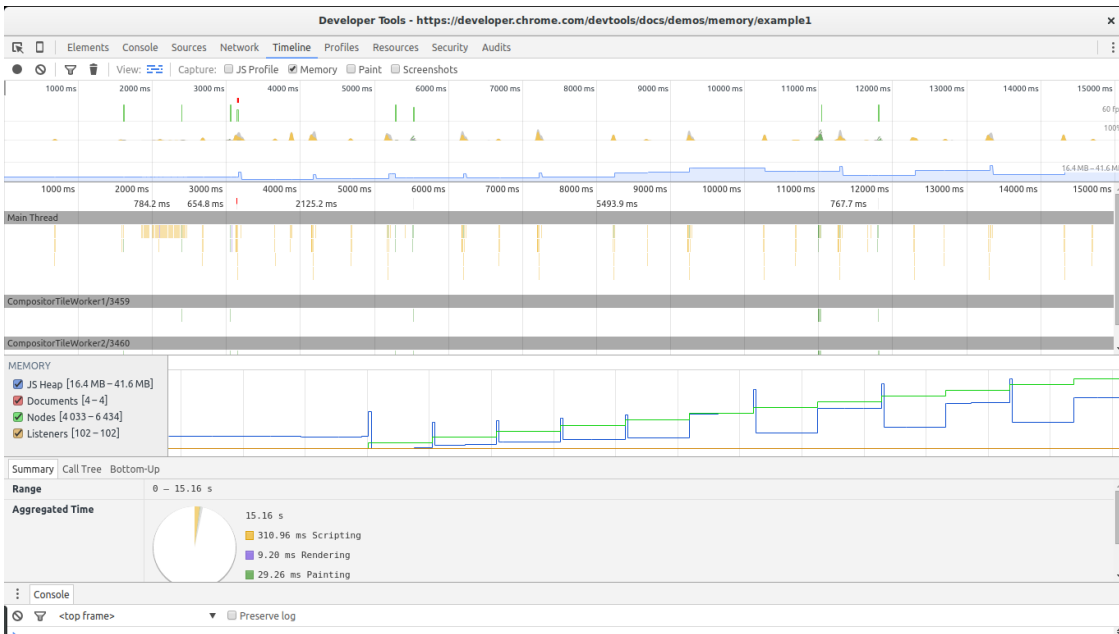 Developer Tools - https://developer.chrome.com/devtools/docs/demos/memory/example1 ×
Elements Console Sources Network Timeline Profiles Resources Security Audits
View: Capture: JS Profile Memory Paint Screenshots
1000 ms 2000 ms 3000 ms 4000 ms 5000 ms 6000 ms 7000 ms 8000 ms 9000 ms 10000 ms 11000 ms 12000 ms 13000 ms 14000 ms 15000 ms
60 fp
100%
16.4 MB – 41.6 M
1000 ms 2000 ms 3000 ms 4000 ms 5000 ms 6000 ms 7000 ms 8000 ms 9000 ms 10000 ms 11000 ms 12000 ms 13000 ms 14000 ms 15000 ms
784.2 ms 654.8 ms 2125.2 ms 5493.9 ms 767.7 ms
Main Thread
CompositorTileWorker1/3459
CompositorTileWorker2/3460
MEMORY
JS Heap [16.4 MB – 41.6 MB]
Documents [4 – 4]
Nodes [4 033 – 6 434]
Listeners [102 – 102]
Summary Call Tree Bottom-Up
Range 0 – 15.16 s
Aggregated Time
15.16 s
310.96 ms Scripting
9.20 ms Rendering
29.26 ms Painting
Console
<top frame> ▼ Preserve log